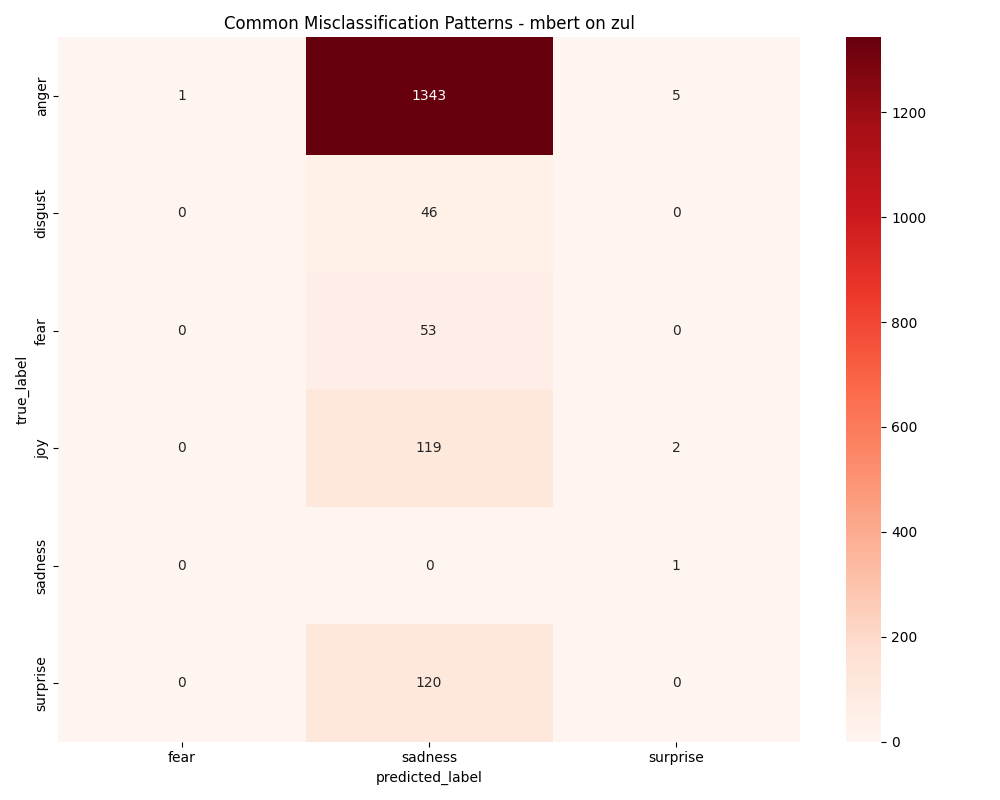 Common Misclassification Patterns - mbert on zul
anger 1 1343 5
disgust 0 46 0
fear 0 53 0
joy 0 119 2
sadness 0 0 1
surprise 0 120 0
fear sadness surprise
predicted_label
true_label
1200
1000
800
600
400
200
0